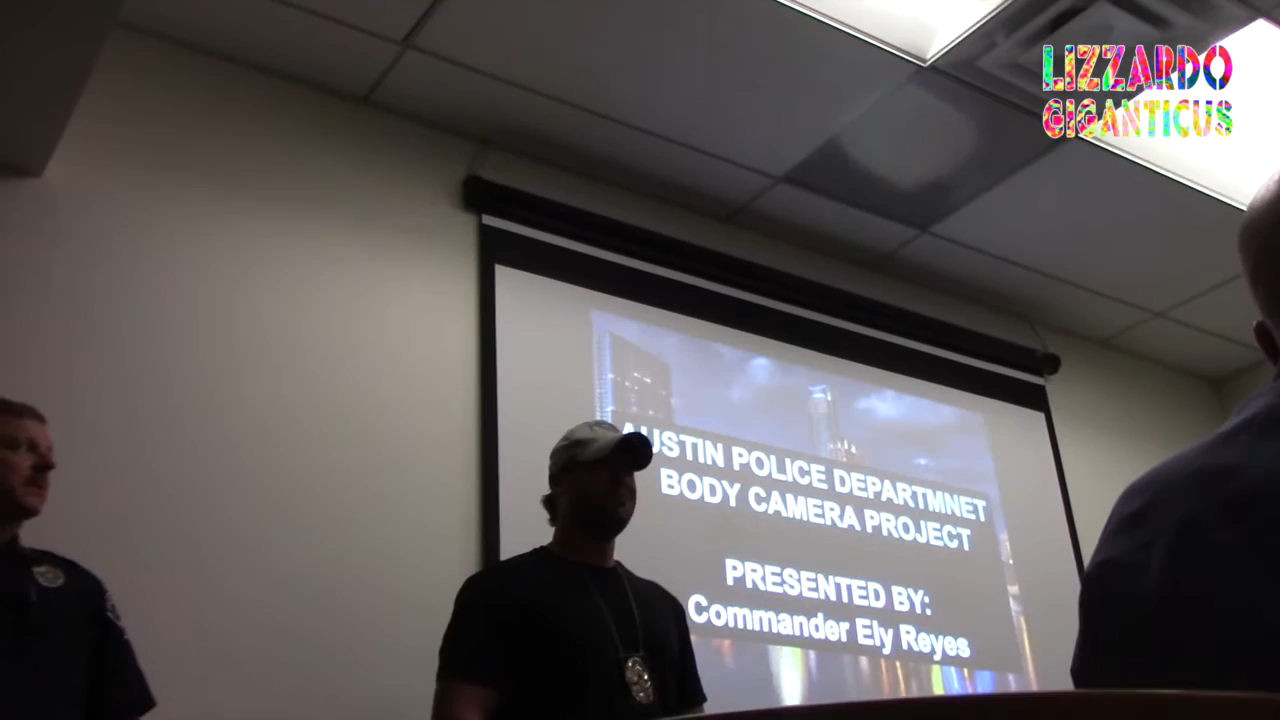 LIZZARDO
GIGANTICUS
AUSTIN POLICE DEPARTMNET
BODY CAMERA PROJECT
PRESENTED BY:
Commander Ely Reyes